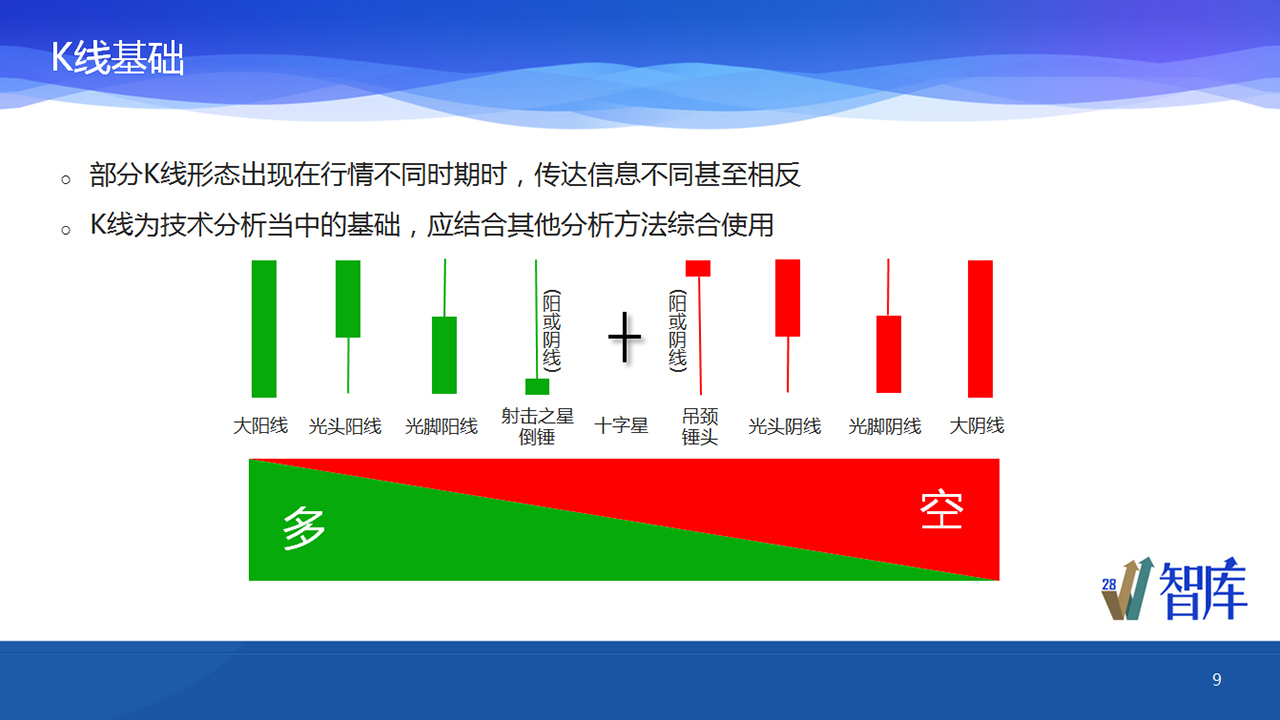 K线基础
部分K线形态出现在行情不同时期时，传达信息不同甚至相反
K线为技术分析当中的基础，应结合其他分析方法综合使用
（阳或阴线）
（阳或阴线）
大阳线
光头阳线
光脚阳线
射击之星
倒锤
十字星
吊颈
锤头
光头阴线
光脚阴线
大阴线
多
空
28
智库
9